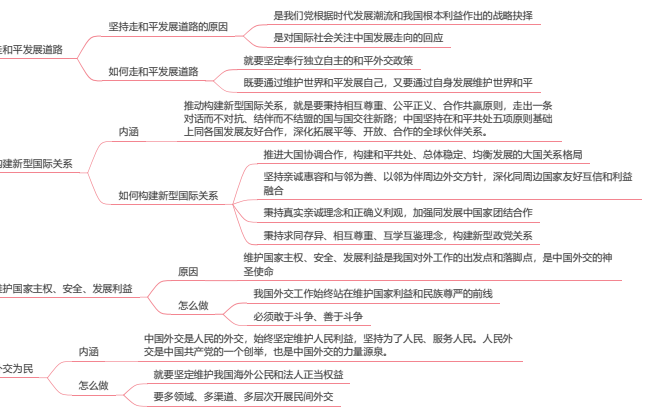 走和平发展道路
坚持走和平发展道路的原因
是我们党根据时代发展潮流和我国根本利益作出的战略抉择
是对国际社会关注中国发展走向的回应
如何走和平发展道路
就要坚定奉行独立自主的和平外交政策
既要通过维护世界和平发展自己，又要通过自身发展维护世界和平
构建新型国际关系
内涵
推动构建新型国际关系，就是要秉持相互尊重、公平正义、合作共赢原则，走出一条
对话而不对抗、结伴而不结盟的国与国交往新路；中国坚持在和平共处五项原则基础
上同各国发展友好合作，深化拓展平等、开放、合作的全球伙伴关系。
如何构建新型国际关系
推进大国协调合作，构建和平共处、总体稳定、均衡发展的大国关系格局
坚持亲诚惠容和与邻为善、以邻为伴周边外交方针，深化同周边国家友好互信和利益
融合
秉持真实亲诚理念和正确义利观，加强同发展中国家团结合作
秉持求同存异、相互尊重、互学互鉴理念，构建新型政党关系
维护国家主权、安全、发展利益
原因
维护国家主权、安全、发展利益是我国对外工作的出发点和落脚点，是中国外交的神
圣使命
怎么做
我国外交工作始终站在维护国家利益和民族尊严的前线
必须敢于斗争、善于斗争
外交为民
内涵
中国外交是人民的外交，始终坚定维护人民利益，坚持为了人民、服务人民。人民外
交是中国共产党的一个创举，也是中国外交的力量源泉。
怎么做
就要坚定维护我国海外公民和法人正当权益
要多领域、多渠道、多层次开展民间外交